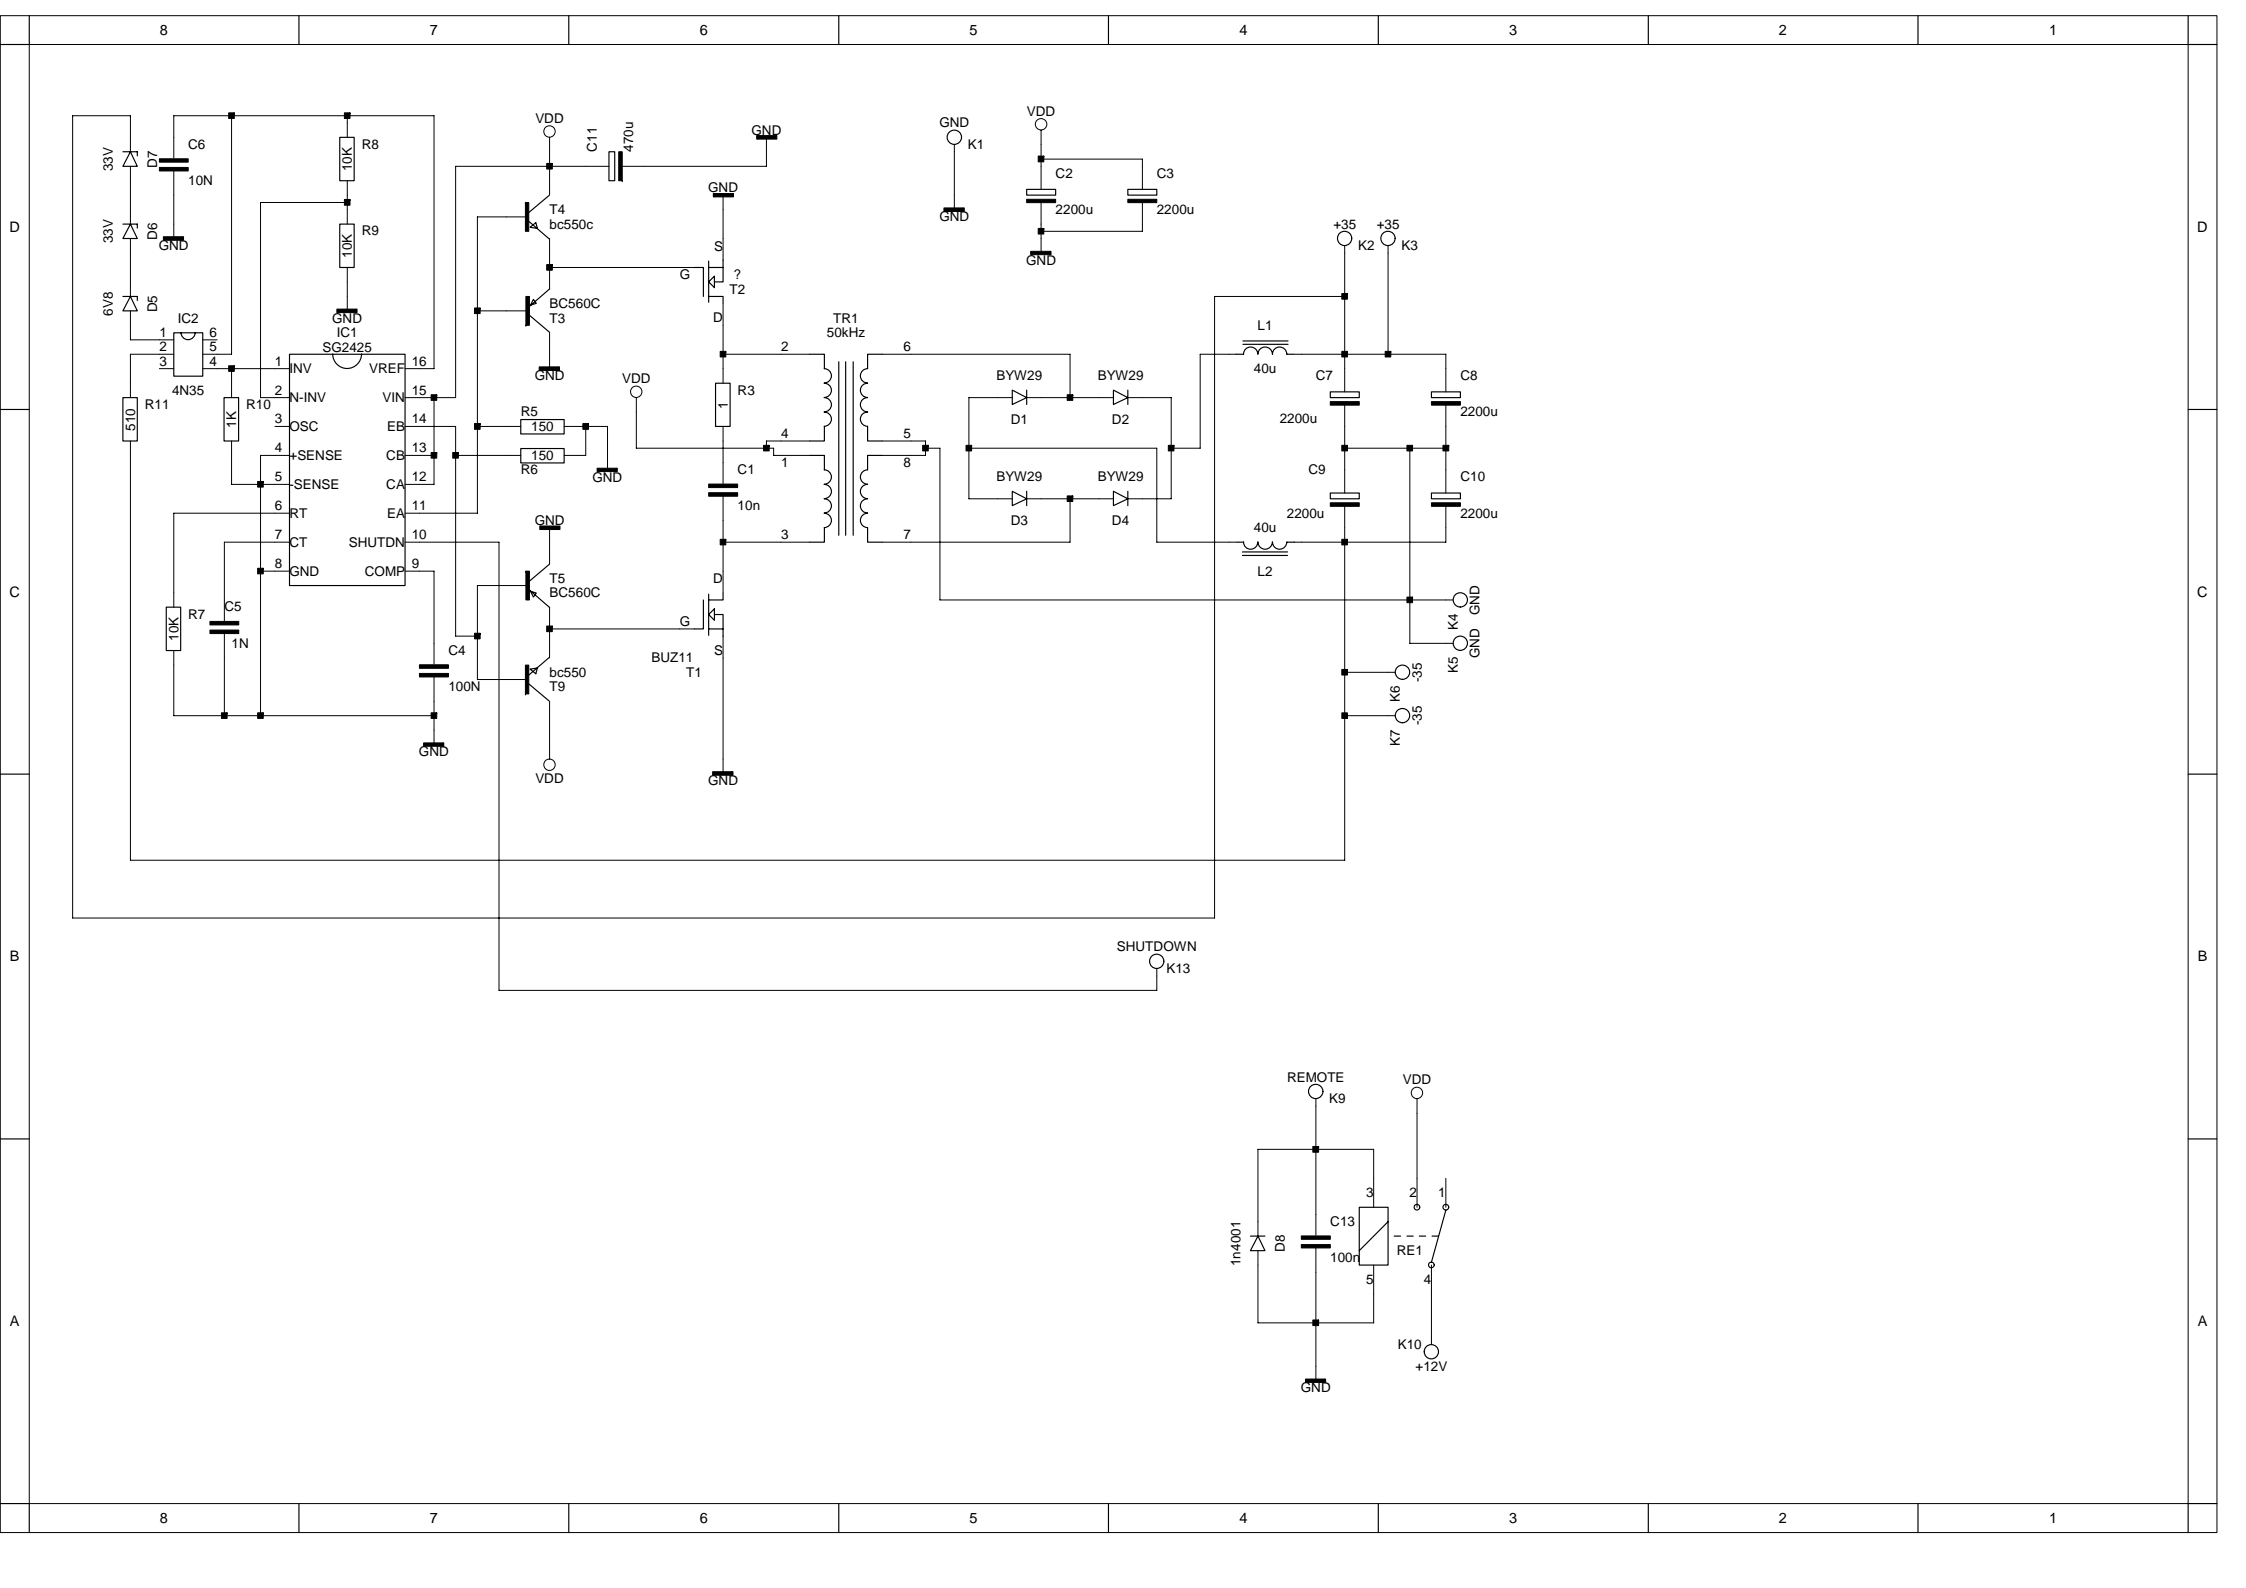 8 7 6 5 4 3 2 1
D
C
B
A
D
C
B
A
33V D7
C6
10N
33V D6
GND
6V8 D5
R8
10K
R9
10K
GND
IC2
1 6
2 5
3 4
4N35
R11
510
R10
1K
IC1
SG2425
1 INV VREF 16
2 N-INV VIN 15
3 OSC EB 14
4 +SENSE CB 13
5 -SENSE CA 12
6 RT EA 11
7 CT SHUTDN 10
8 GND COMP 9
R7
10K
C5
1N
C4
100N
GND
VDD
C11
470u
GND
T4
bc550c
BC560C
T3
GND
R5
150
150
R6
GND
GND
T5
BC560C
bc550
T9
VDD
GND
S
G
?
T2
D
VDD
R3
1
C1
10n
D
G
S
BUZ11
T1
GND
TR1
50kHz
2 6
4 5
1 8
3 7
GND
K1
GND
VDD
C2
2200u
C3
2200u
GND
BYW29
D1
BYW29
D2
BYW29
D3
BYW29
D4
L1
40u
40u
L2
+35
K2
+35
K3
C7
2200u
C8
2200u
C9
2200u
C10
2200u
K4
GND
K5
GND
K6
-35
K7
-35
SHUTDOWN
K13
REMOTE
K9
VDD
1n4001
D8
C13
100n
3
5
RE1
2 1
4
K10
+12V
GND
8 7 6 5 4 3 2 1